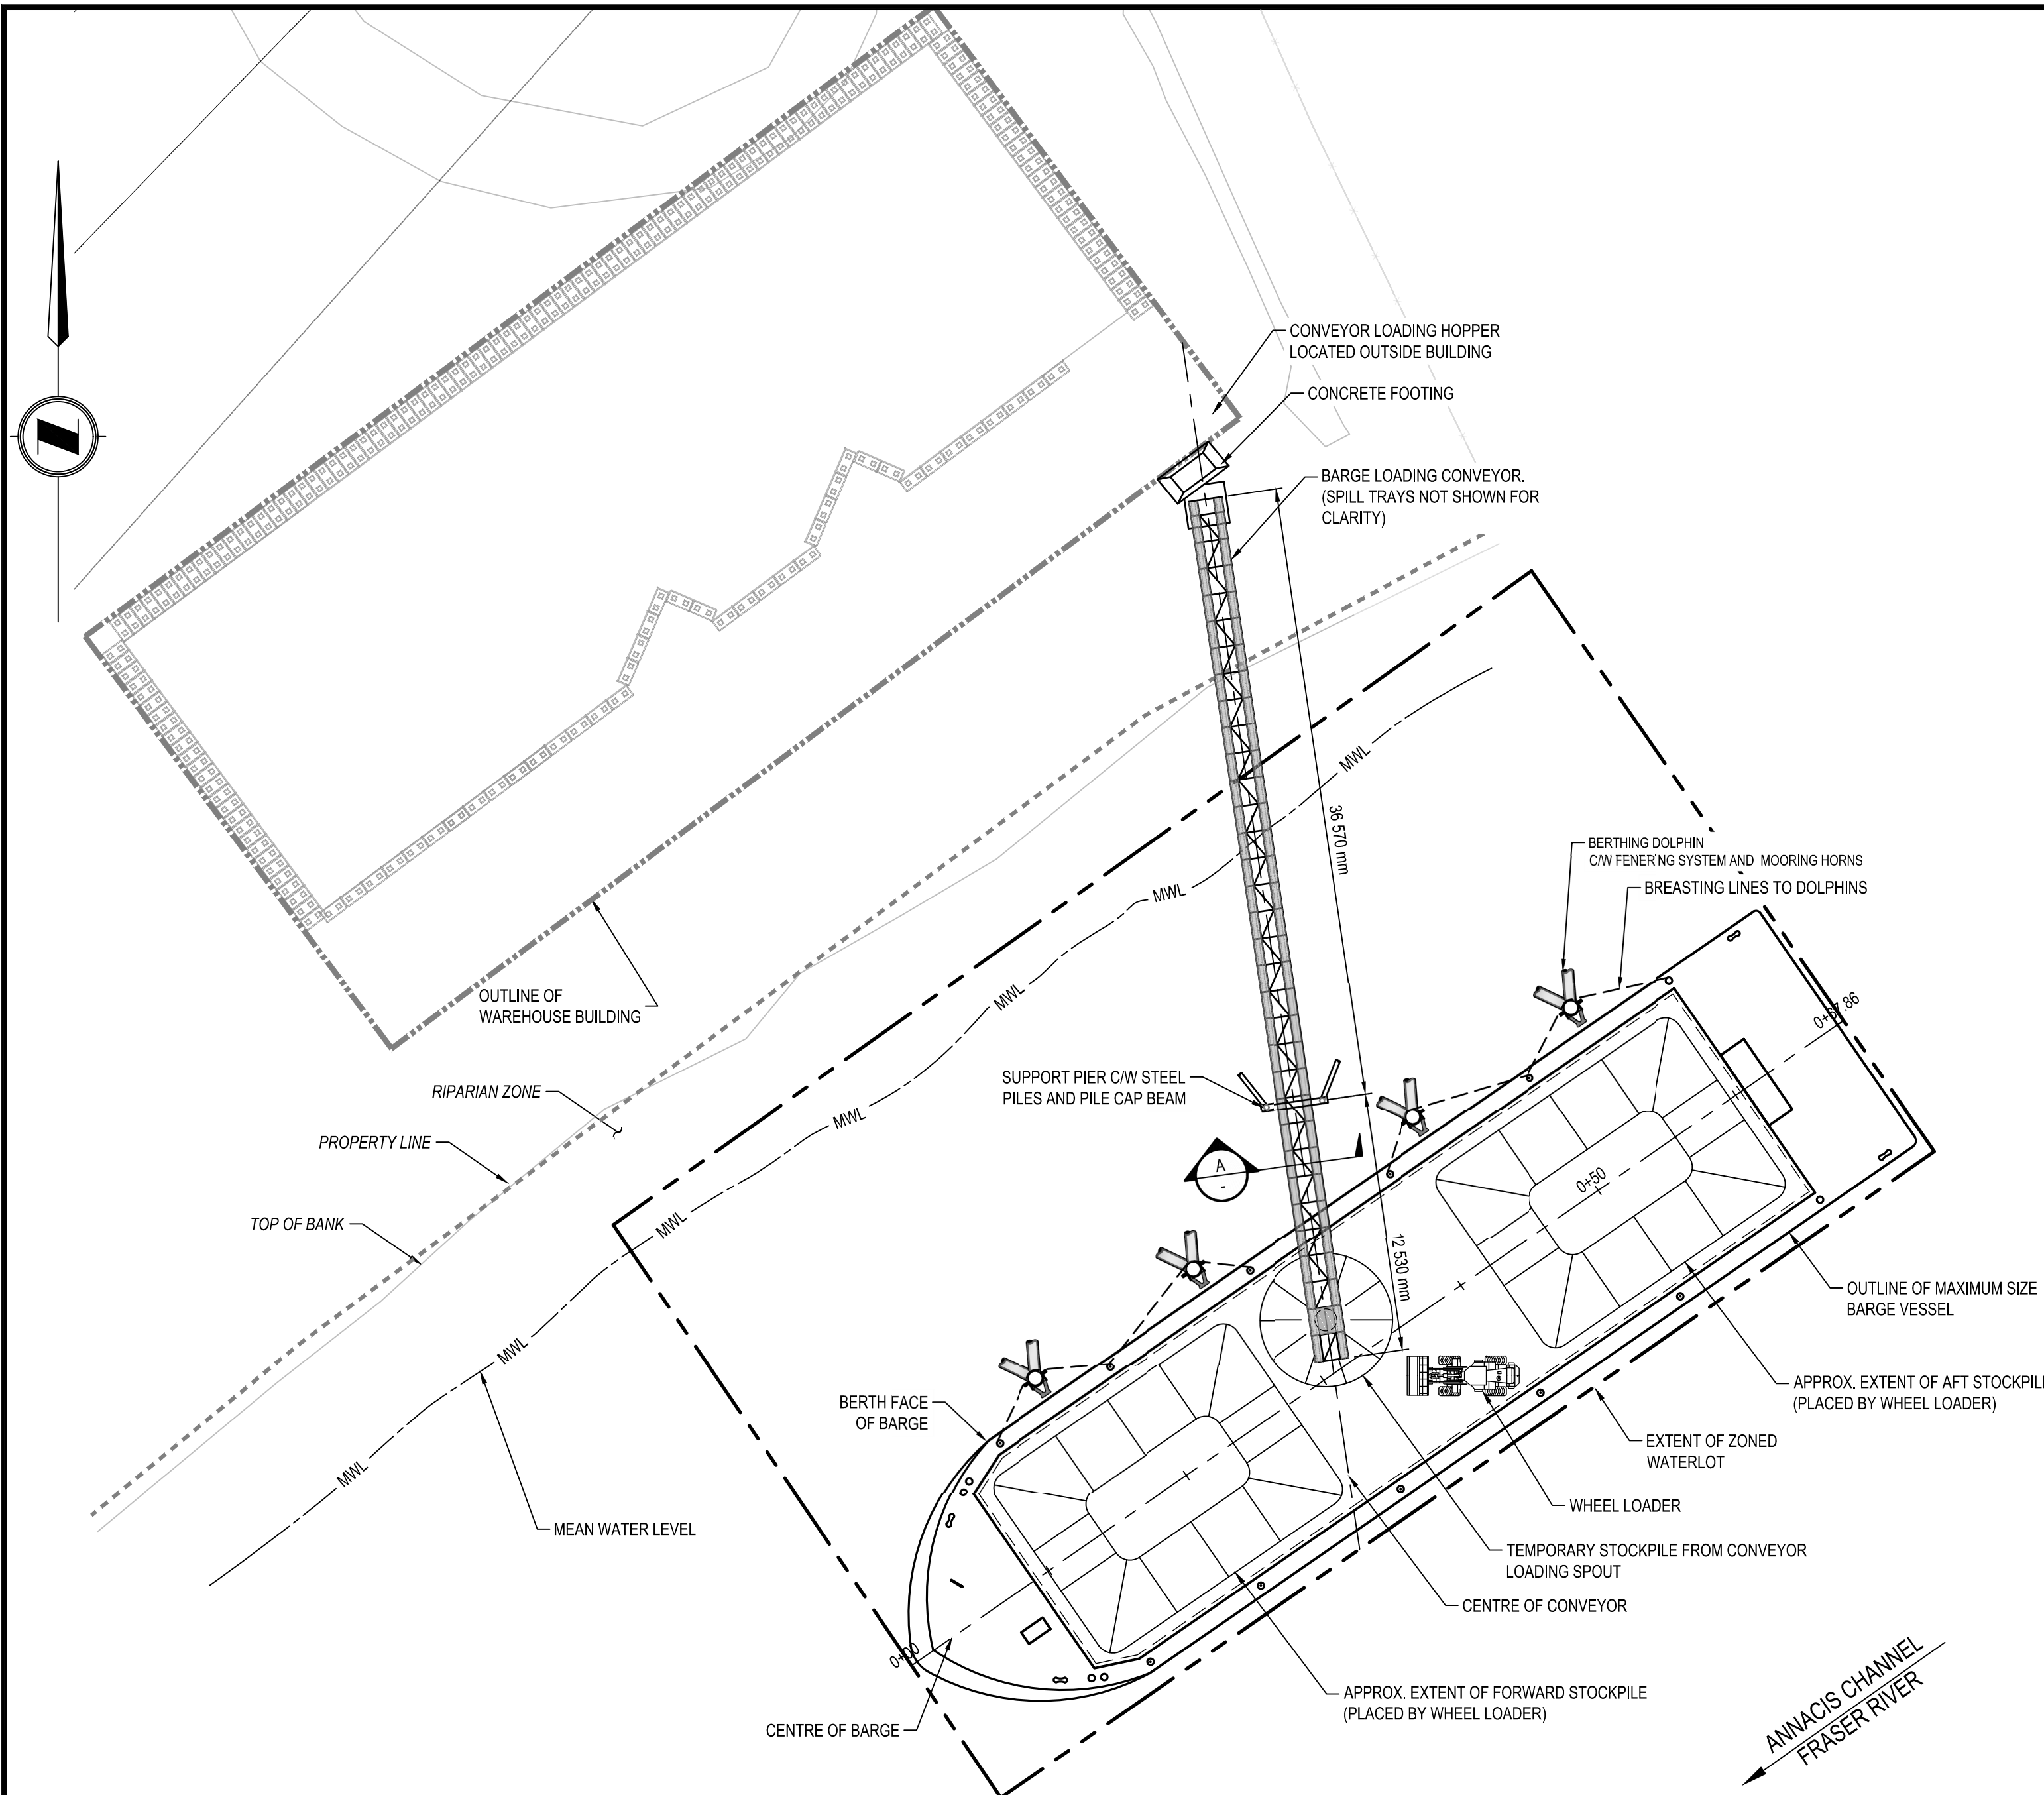 CONVEYOR LOADING HOPPER
LOCATED OUTSIDE BUILDING
CONCRETE FOOTING
BARGE LOADING CONVEYOR.
(SPILL TRAYS NOT SHOWN FOR
CLARITY)
MWL
36 570 mm
BERTHING DOLPHIN
C/W FENERING SYSTEM AND MOORING HORNS
BREASTING LINES TO DOLPHINS
MWL
OUTLINE OF
WAREHOUSE BUILDING
MWL
0+67.86
RIPARIAN ZONE
SUPPORT PIER C/W STEEL
PILES AND PILE CAP BEAM
MWL
PROPERTY LINE
A
-
0+50
TOP OF BANK
MWL
12 530 mm
OUTLINE OF MAXIMUM SIZE
BARGE VESSEL
MWL
BERTH FACE
OF BARGE
APPROX. EXTENT OF AFT STOCKPILE
(PLACED BY WHEEL LOADER)
EXTENT OF ZONED
WATERLOT
MWL
WHEEL LOADER
MEAN WATER LEVEL
TEMPORARY STOCKPILE FROM CONVEYOR
LOADING SPOUT
CENTRE OF CONVEYOR
0+00
APPROX. EXTENT OF FORWARD STOCKPILE
(PLACED BY WHEEL LOADER)
CENTRE OF BARGE
ANNACIS CHANNEL
FRASER RIVER